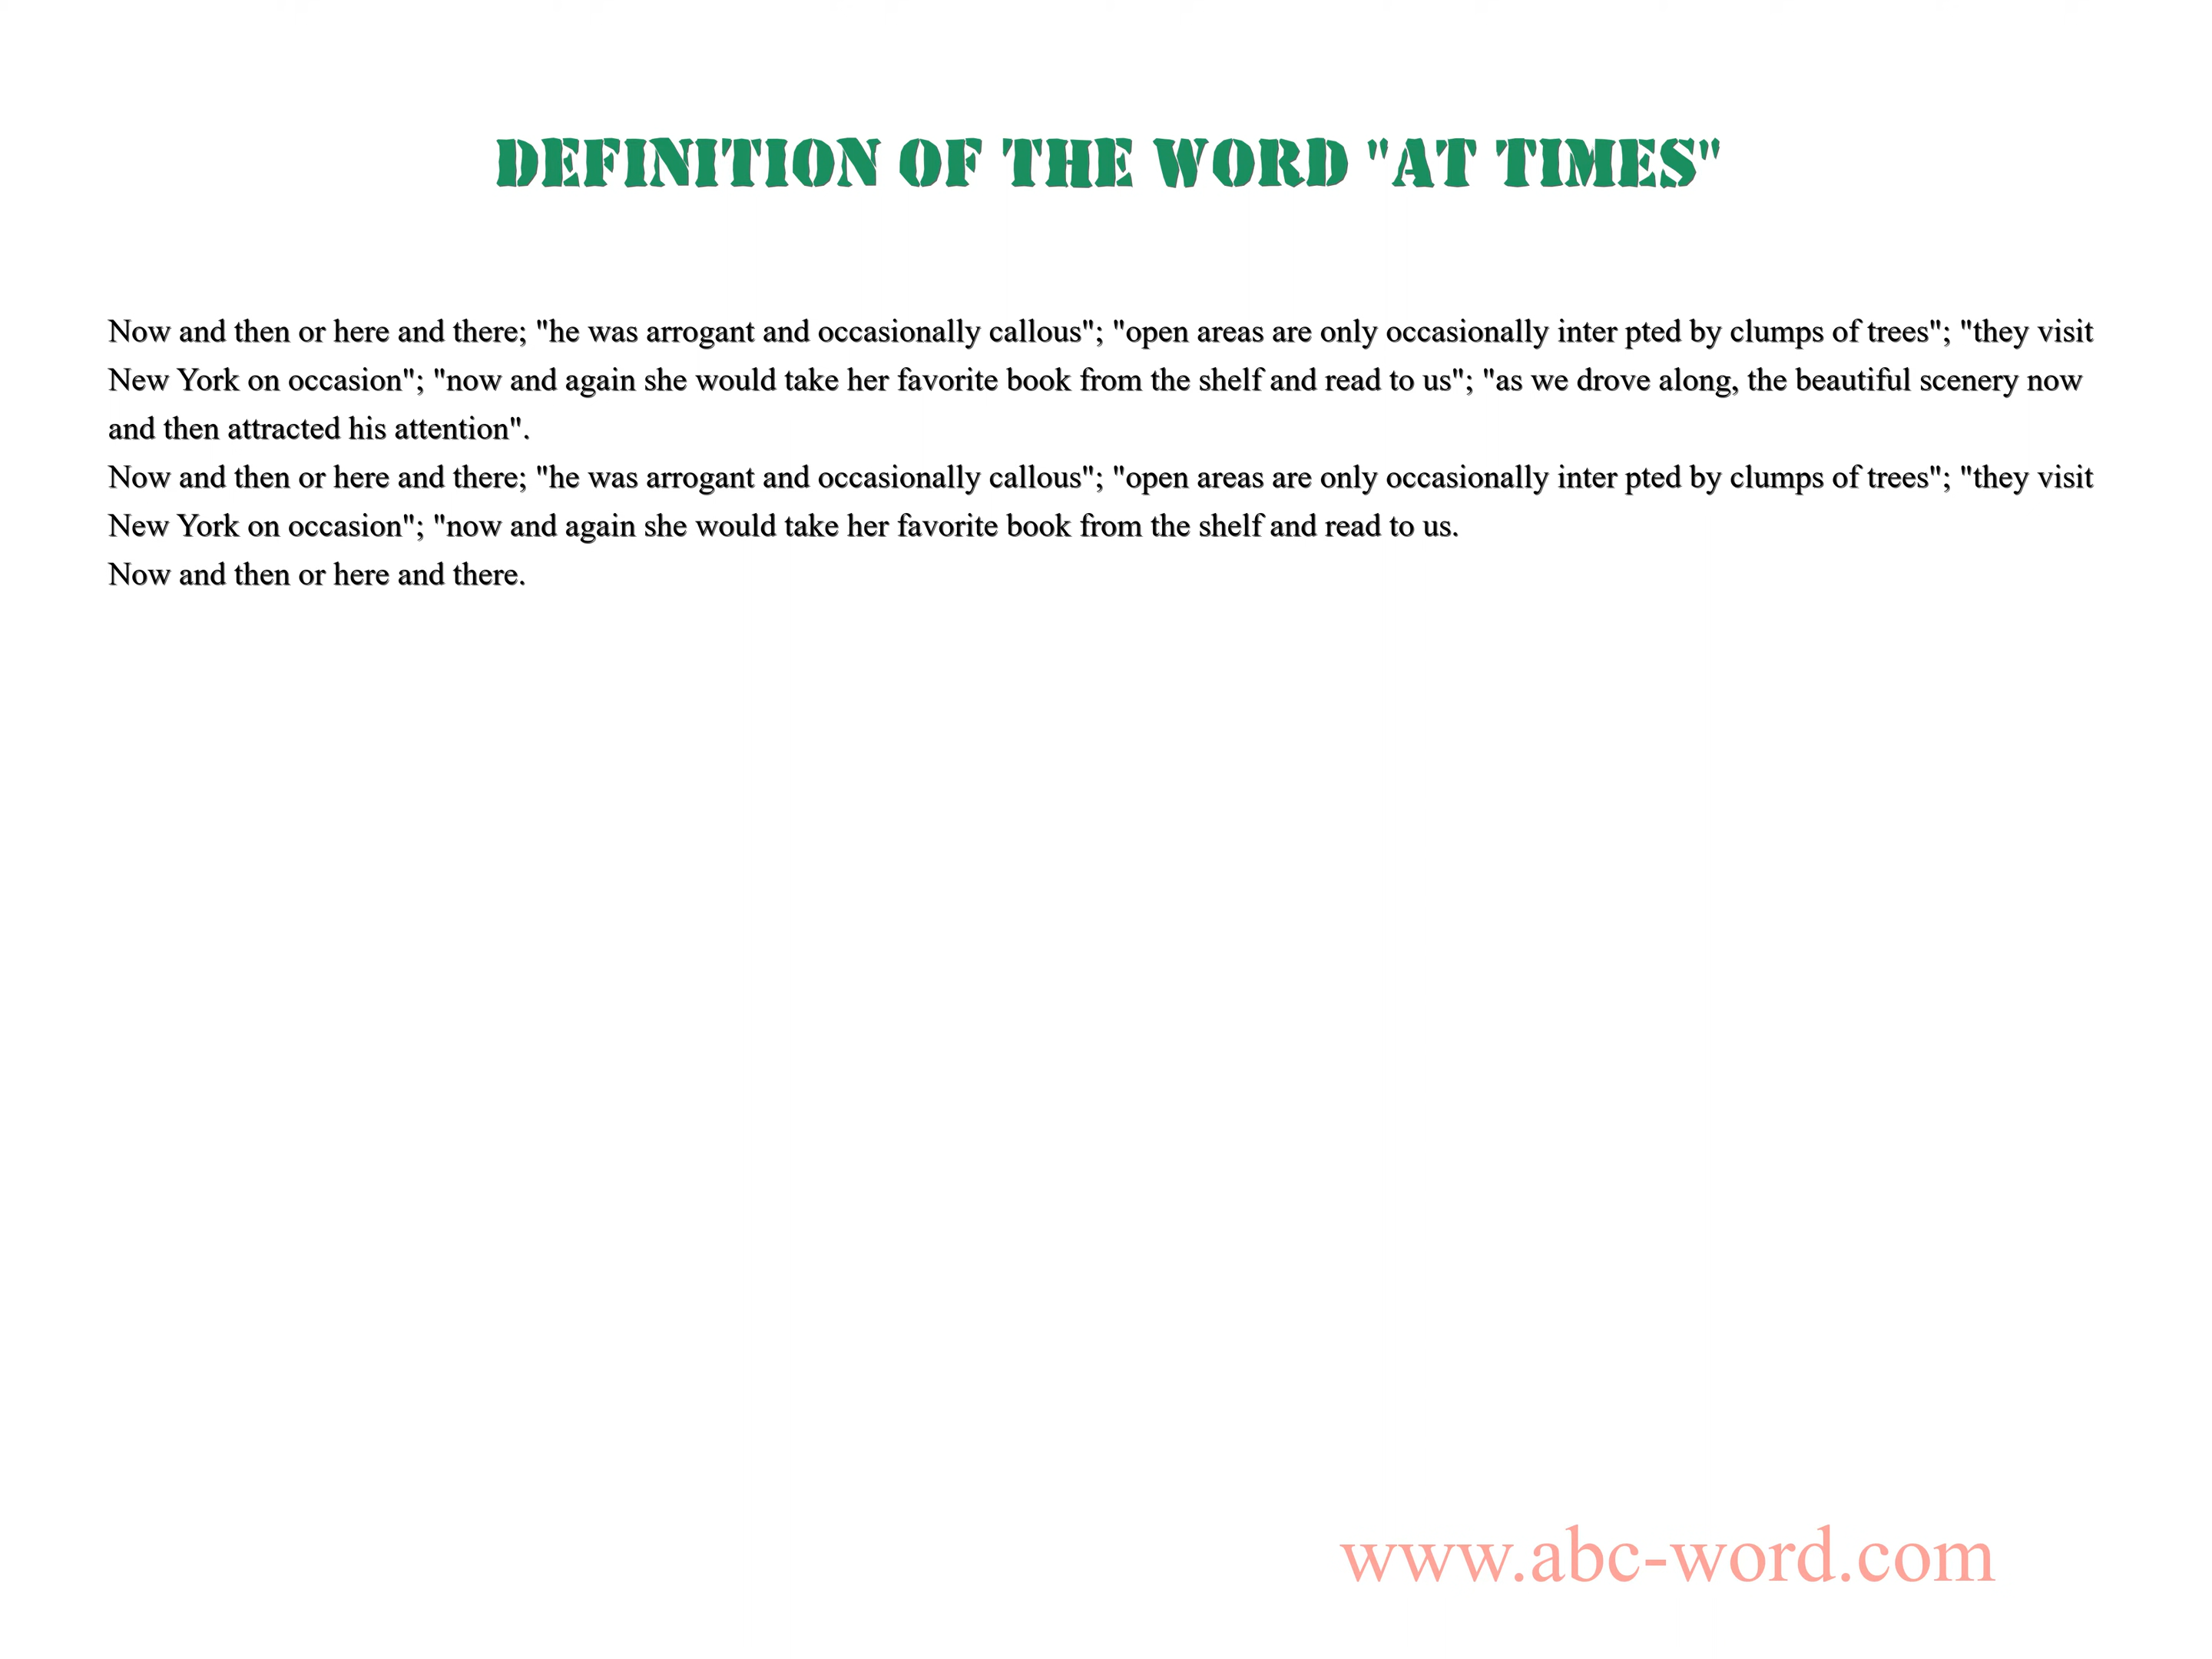 DEFINITION OF THE WORD "AT TIMES"
Now and then or here and there; "he was arrogant and occasionally callous"; "open areas are only occasionally inter pted by clumps of trees"; "they visit
New York on occasion"; "now and again she would take her favorite book from the shelf and read to us"; "as we drove along, the beautiful scenery now
and then attracted his attention".
Now and then or here and there; "he was arrogant and occasionally callous"; "open areas are only occasionally inter pted by clumps of trees"; "they visit
New York on occasion"; "now and again she would take her favorite book from the shelf and read to us.
Now and then or here and there.
www.abc-word.com